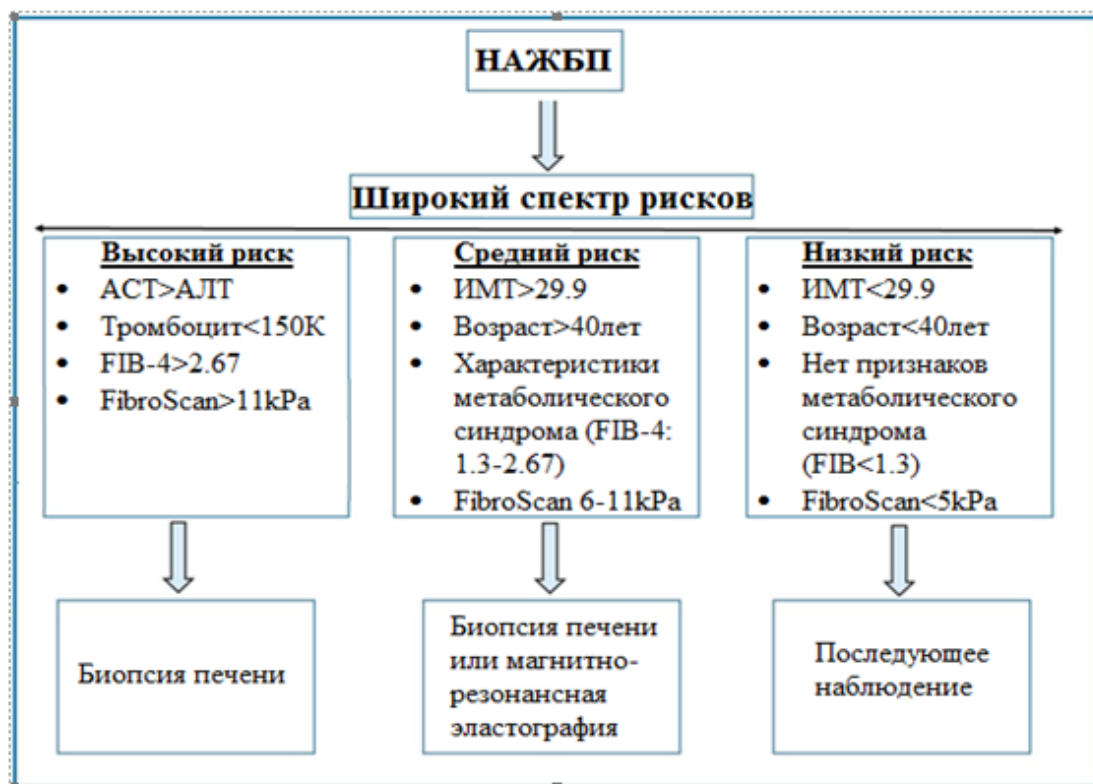 НАЖБП
Широкий спектр рисков
Высокий риск
• АСТ>АЛТ
• Тромбоцит<150К
• FIB-4>2.67
• FibroScan>11kPa
Средний риск
• ИМТ>29.9
• Возраст>40лет
• Характеристики
метаболического
синдрома (FIB-4:
1.3-2.67)
• FibroScan 6-11kPa
Низкий риск
• ИМТ<29.9
• Возраст<40лет
• Нет признаков
метаболического
синдрома
(FIB<1.3)
• FibroScan<5kPa
Биопсия печени
Биопсия печени
или магнитно-
резонансная
эластография
Последующее
наблюдение